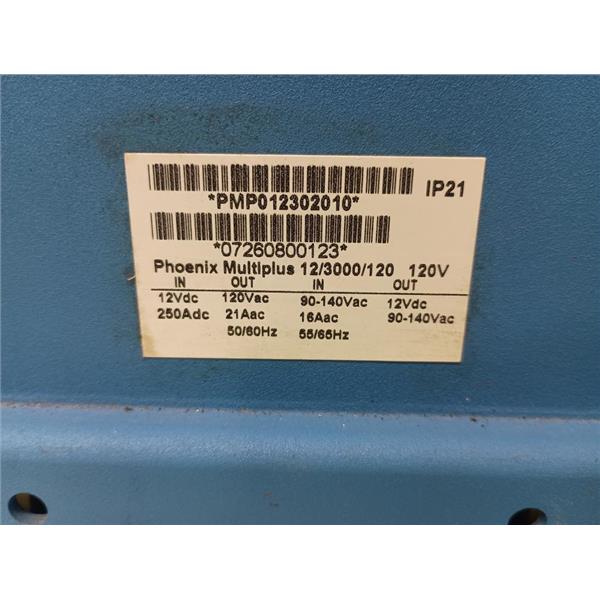 IP21
*PMP012302010*
*07260800123*
Phoenix Multiplus 12/3000/120 120V
IN OUT IN OUT
12Vdc 120Vac 90-140Vac 12Vdc
250Adc 21Aac 16Aac 90-140Vac
50/60Hz 55/65Hz